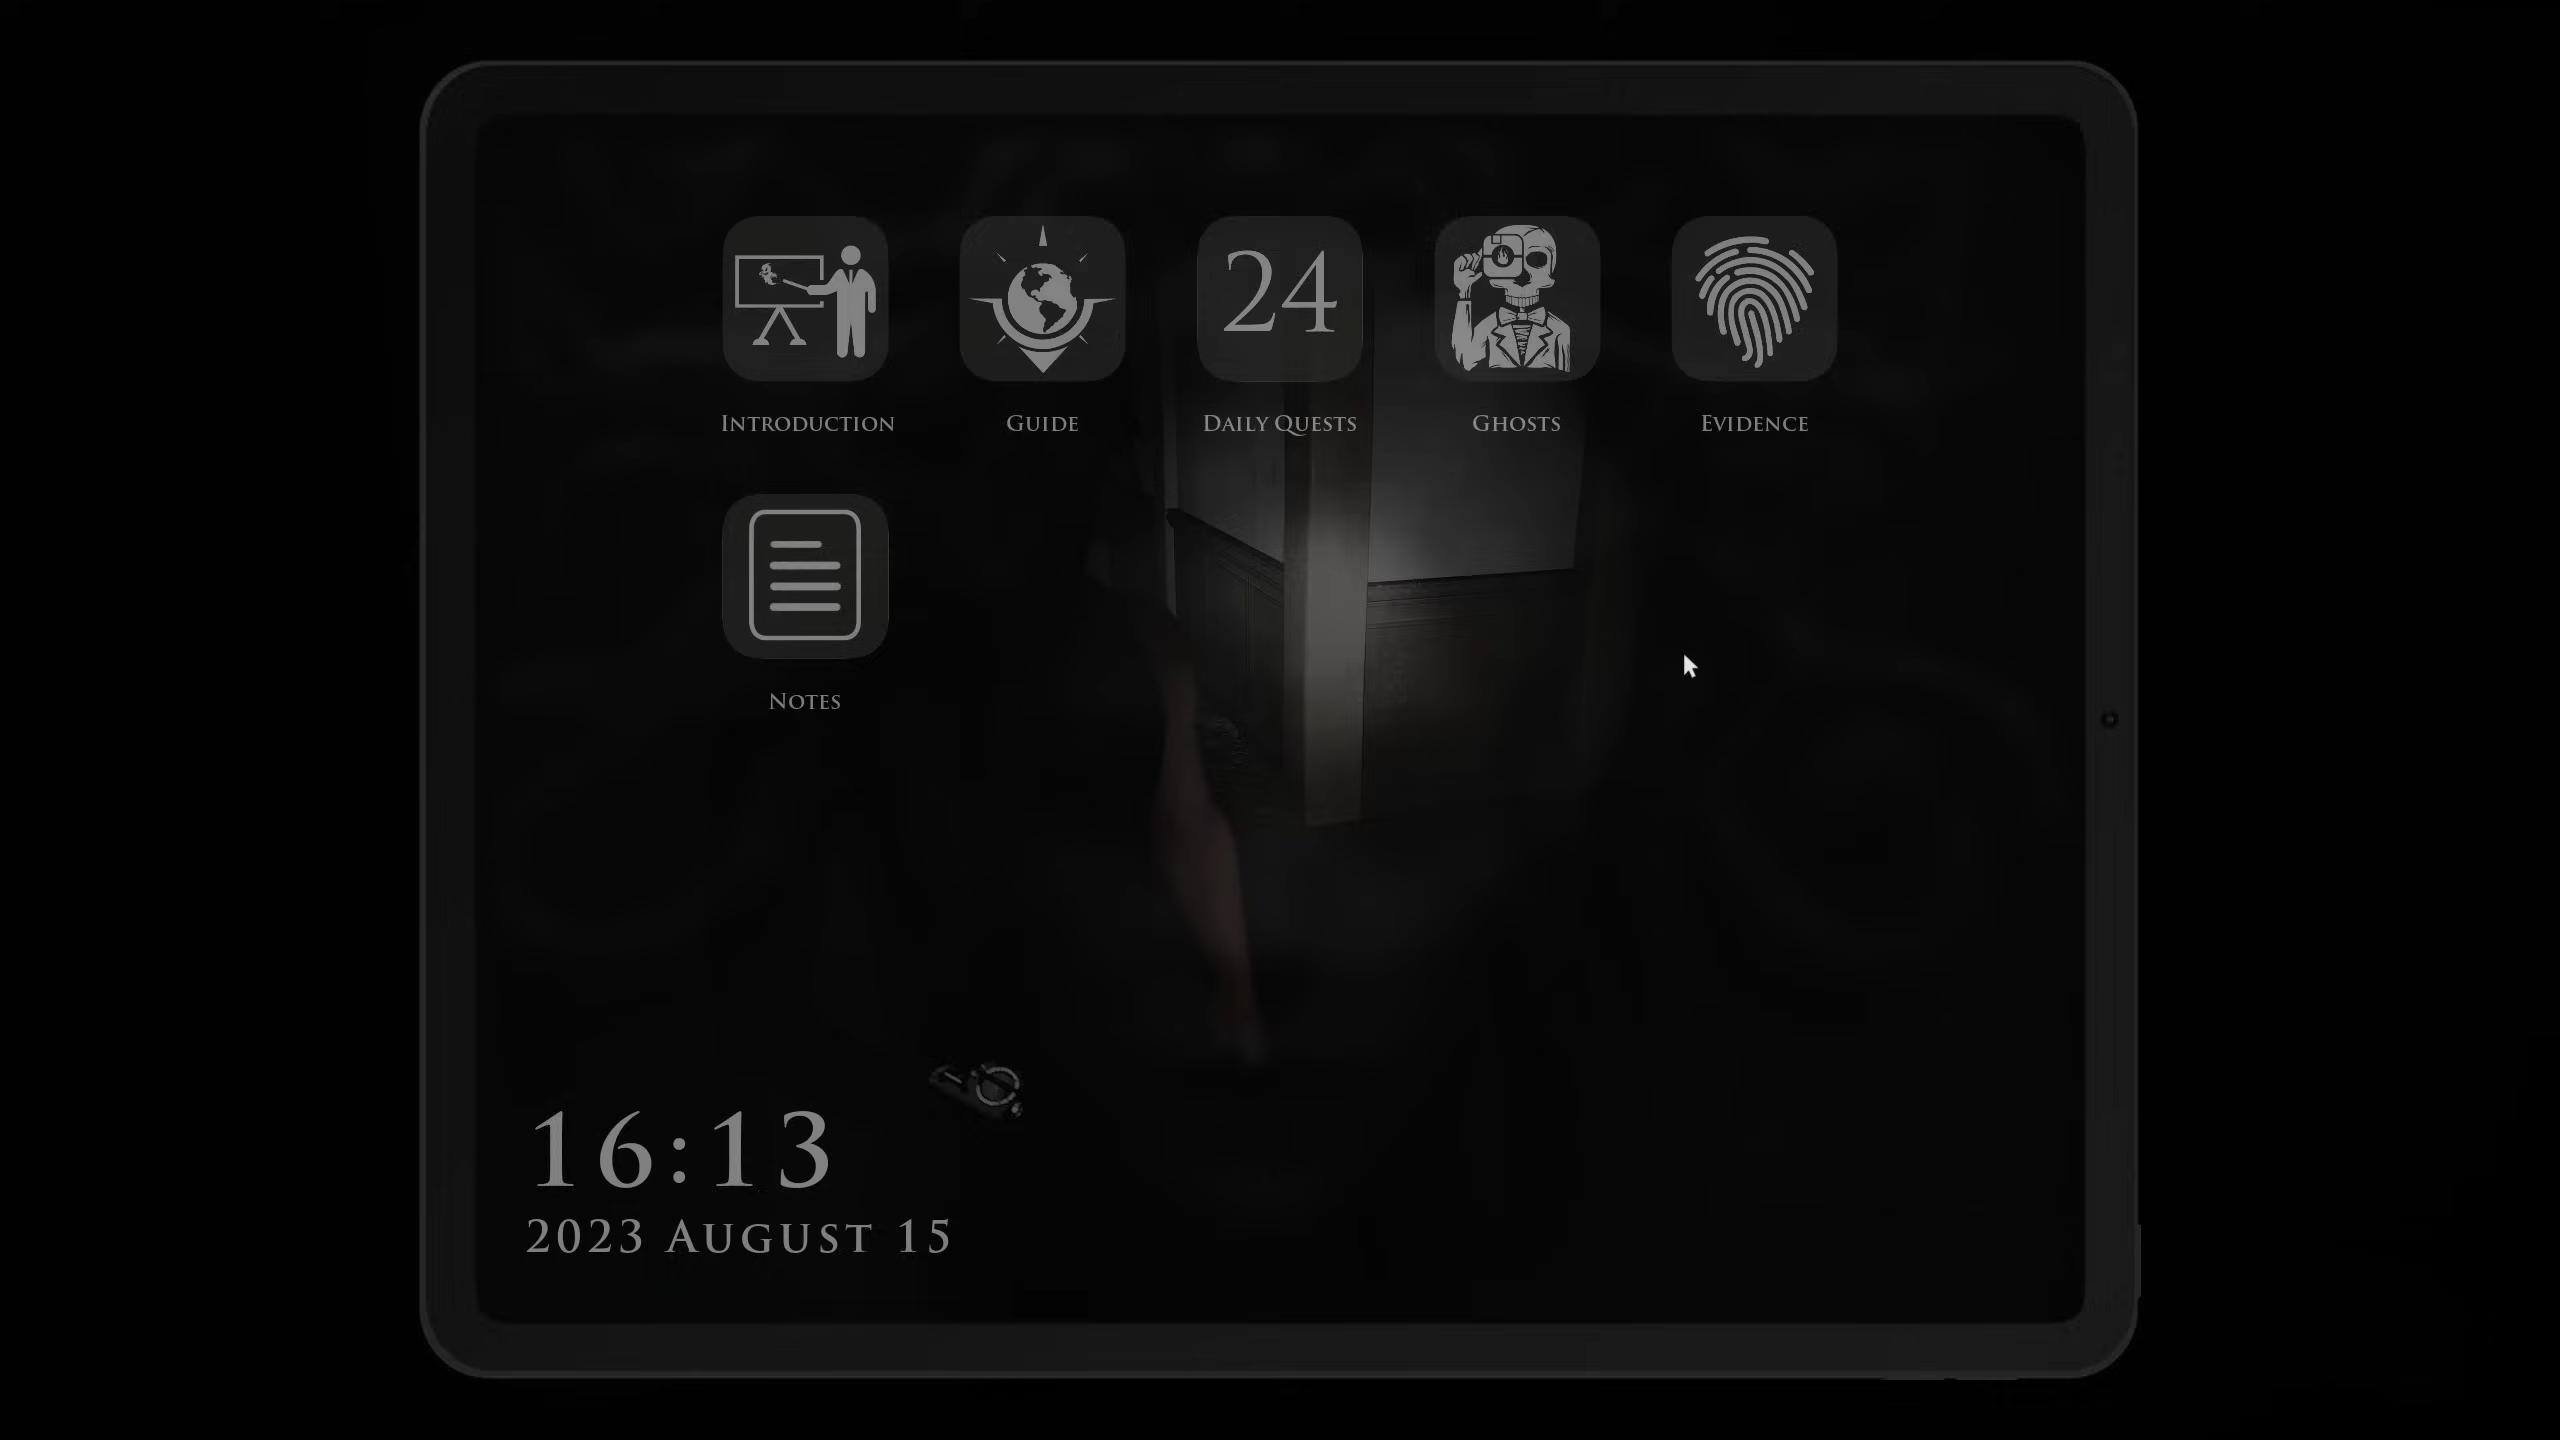 24
Introduction
Guide
Daily Quests
Ghosts
Evidence
Notes
16:13
2023 August 15